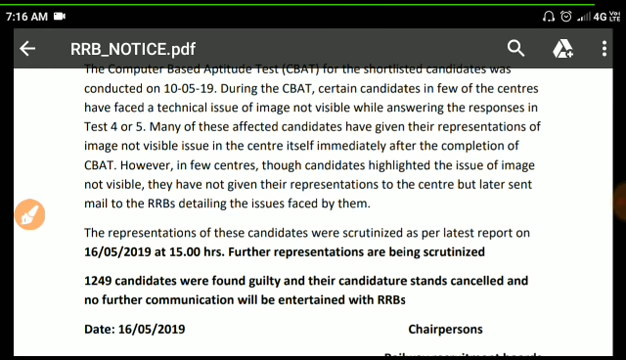 7:16 AM
4G VoI LTE
RRB_NOTICE.pdf
The Computer Based Aptitude Test (CBAT) for the shortlisted candidates was
conducted on 10-05-19. During the CBAT, certain candidates in few of the centres
have faced a technical issue of image not visible while answering the responses in
Test 4 or 5. Many of these affected candidates have given their representations of
image not visible issue in the centre itself immediately after the completion of
CBAT. However, in few centres, though candidates highlighted the issue of image
not visible, they have not given their representations to the centre but later sent
mail to the RRBs detailing the issues faced by them.
The representations of these candidates were scrutinized as per latest report on
16/05/2019 at 15.00 hrs. Further representations are being scrutinized
1249 candidates were found guilty and their candidature stands cancelled and
no further communication will be entertained with RRBs
Date: 16/05/2019 Chairpersons
Railway recruitment boards